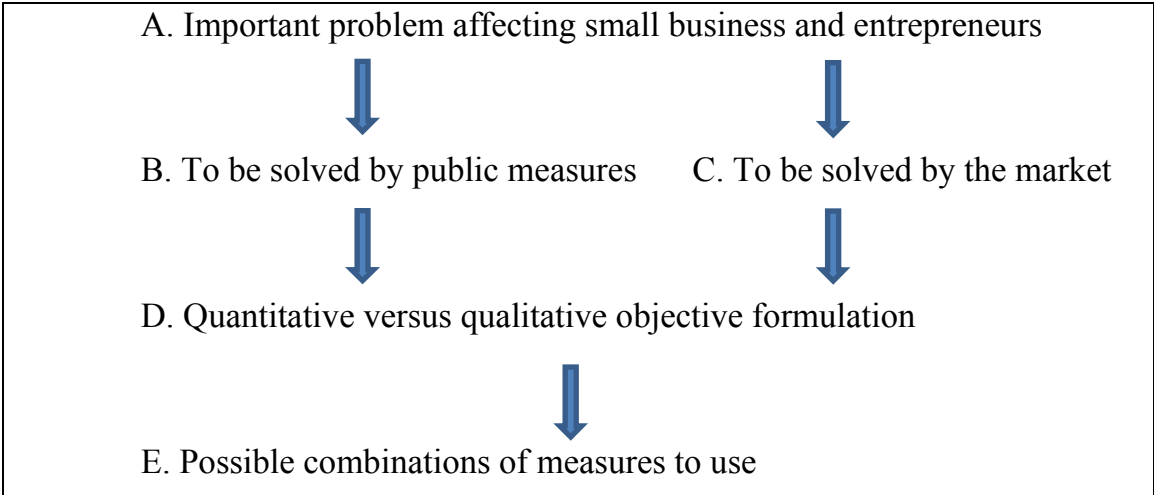 A. Important problem affecting small business and entrepreneurs
B. To be solved by public measures C. To be solved by the market
D. Quantitative versus qualitative objective formulation
E. Possible combinations of measures to use